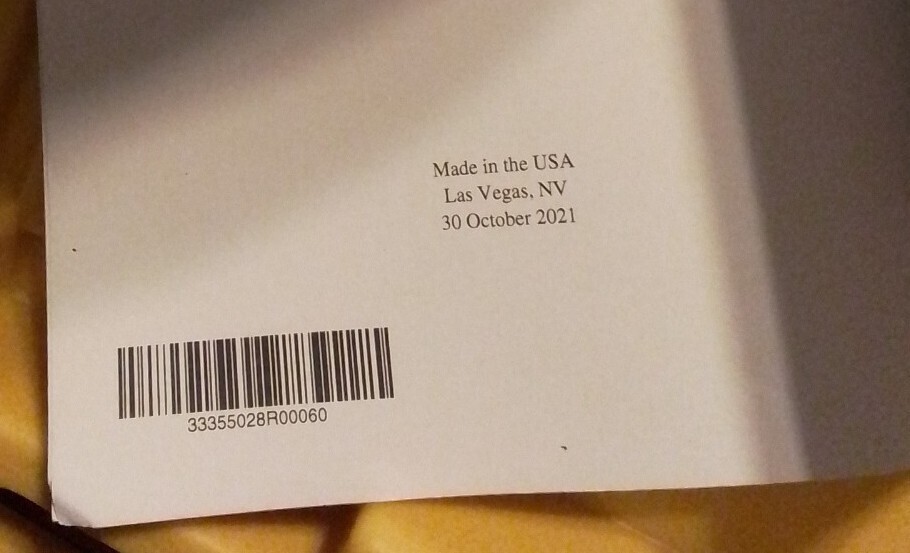 Made in the USA
Las Vegas, NV
30 October 2021
33355028R00060